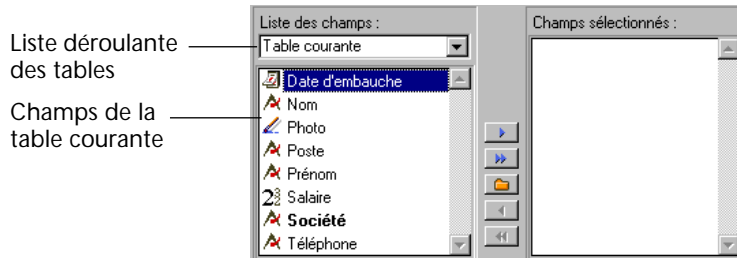 Liste déroulante
des tables
Champs de la
table courante
Liste des champs :
Table courante
Date d'embauche
Nom
Photo
Poste
Prénom
Salaire
Société
Téléphone
Champs sélectionnés :